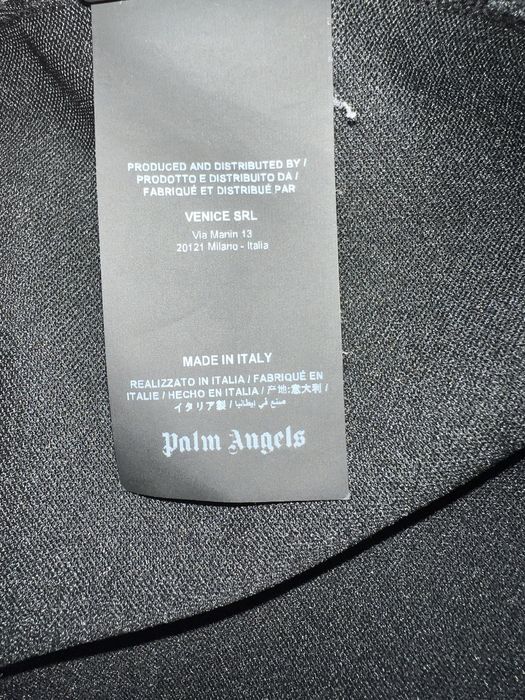 PRODUCED AND DISTRIBUTED BY /
PRODOTTO E DISTRIBUITO DA /
FABRIQUÉ ET DISTRIBUÉ PAR
VENICE SRL
Via Manin 13
20121 Milano - Italia
MADE IN ITALY
REALIZZATO IN ITALIA / FABRIQUÉ EN
ITALIE / HECHO EN ITALIA / 产地:意大利 /
イタリア製 / صنع في إيطاليا
Palm Angels